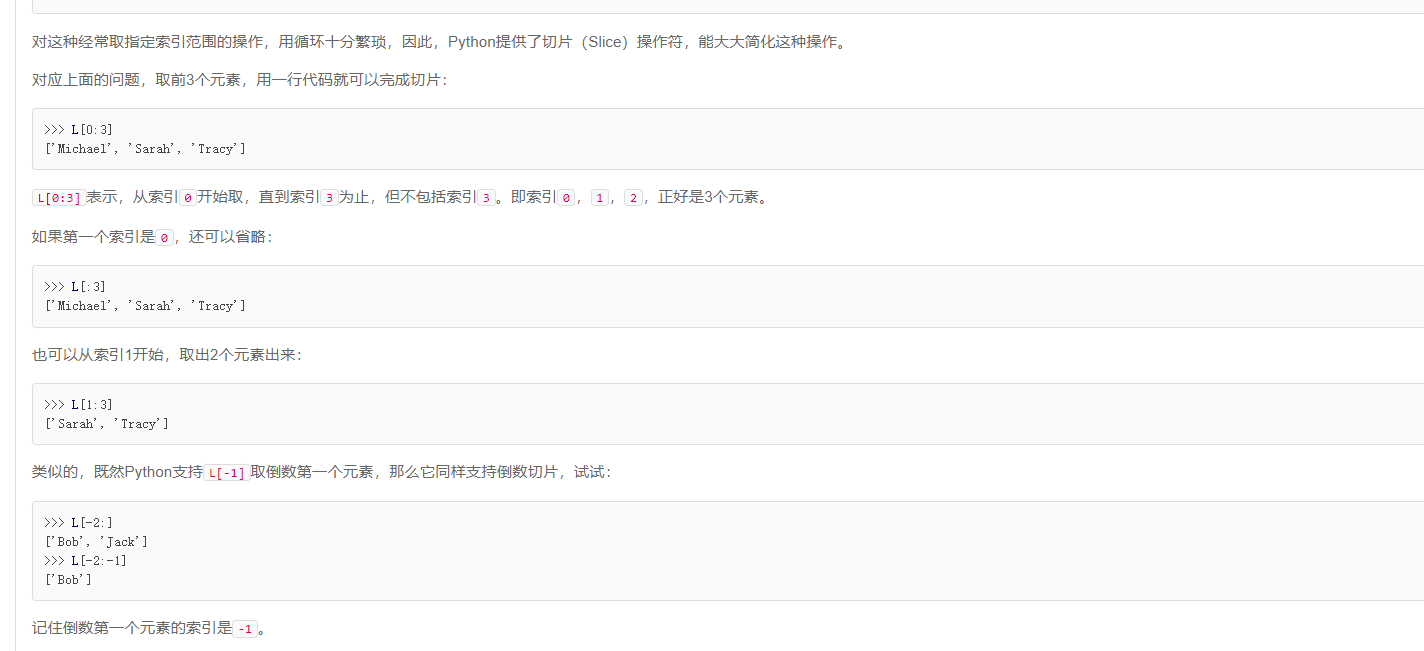 对这种经常取指定索引范围的操作，用循环十分繁琐，因此，Python提供了切片（Slice）操作符，能大大简化这种操作。
对应上面的问题，取前3个元素，用一行代码就可以完成切片：
>>> L[0:3]
['Michael', 'Sarah', 'Tracy']
L[0:3]表示，从索引0开始取，直到索引3为止，但不包括索引3。即索引0，1，2，正好是3个元素。
如果第一个索引是0，还可以省略：
>>> L[:3]
['Michael', 'Sarah', 'Tracy']
也可以从索引1开始，取出2个元素出来：
>>> L[1:3]
['Sarah', 'Tracy']
类似的，既然Python支持L[-1]取倒数第一个元素，那么它同样支持倒数切片，试试：
>>> L[-2:]
['Bob', 'Jack']
>>> L[-2:-1]
['Bob']
记住倒数第一个元素的索引是-1。